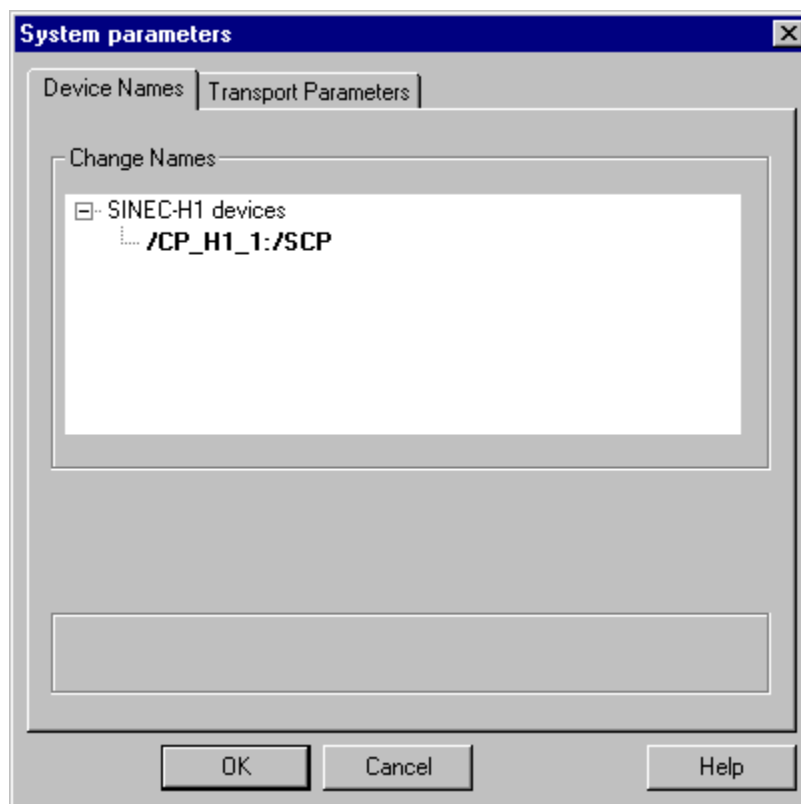 System parameters
Device Names
Transport Parameters
Change Names
SINEC-H1 devices
/CP_H1_1:/SCP
OK
Cancel
Help